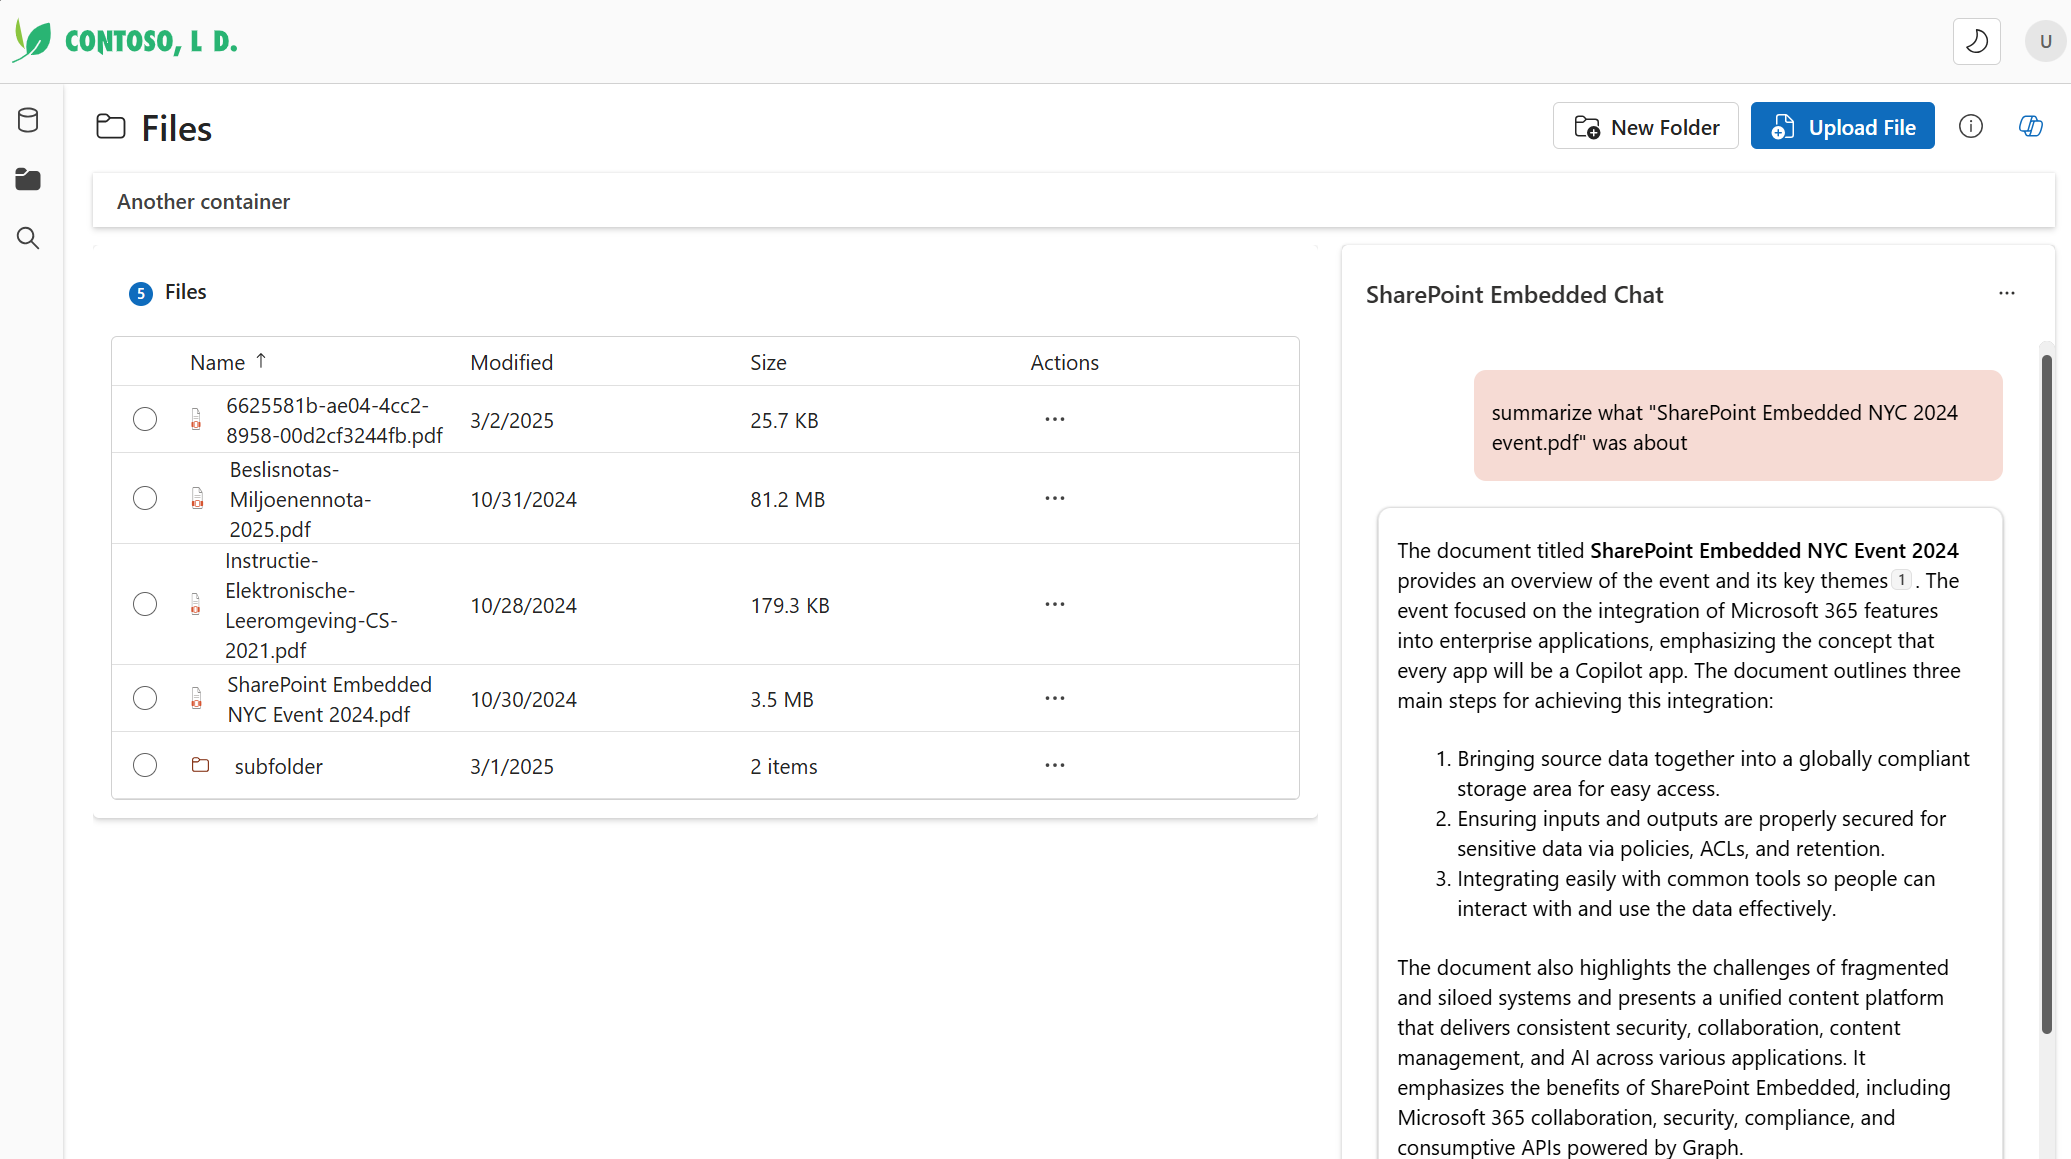 CONTOSO, L D.
U
Files
New Folder
Upload File
Another container
5 Files
Name ↑ Modified Size Actions
6625581b-ae04-4cc2-
8958-00d2cf3244fb.pdf
3/2/2025
25.7 KB
Beslisnotas-
Miljoenennota-
2025.pdf
10/31/2024
81.2 MB
Instructie-
Elektronische-
Leeromgeving-CS-
2021.pdf
10/28/2024
179.3 KB
SharePoint Embedded
NYC Event 2024.pdf
10/30/2024
3.5 MB
subfolder
3/1/2025
2 items
SharePoint Embedded Chat
summarize what "SharePoint Embedded NYC 2024
event.pdf" was about
The document titled SharePoint Embedded NYC Event 2024
provides an overview of the event and its key themes 1 . The
event focused on the integration of Microsoft 365 features
into enterprise applications, emphasizing the concept that
every app will be a Copilot app. The document outlines three
main steps for achieving this integration:
1. Bringing source data together into a globally compliant
storage area for easy access.
2. Ensuring inputs and outputs are properly secured for
sensitive data via policies, ACLs, and retention.
3. Integrating easily with common tools so people can
interact with and use the data effectively.
The document also highlights the challenges of fragmented
and siloed systems and presents a unified content platform
that delivers consistent security, collaboration, content
management, and AI across various applications. It
emphasizes the benefits of SharePoint Embedded, including
Microsoft 365 collaboration, security, compliance, and
consumptive APIs powered by Graph.